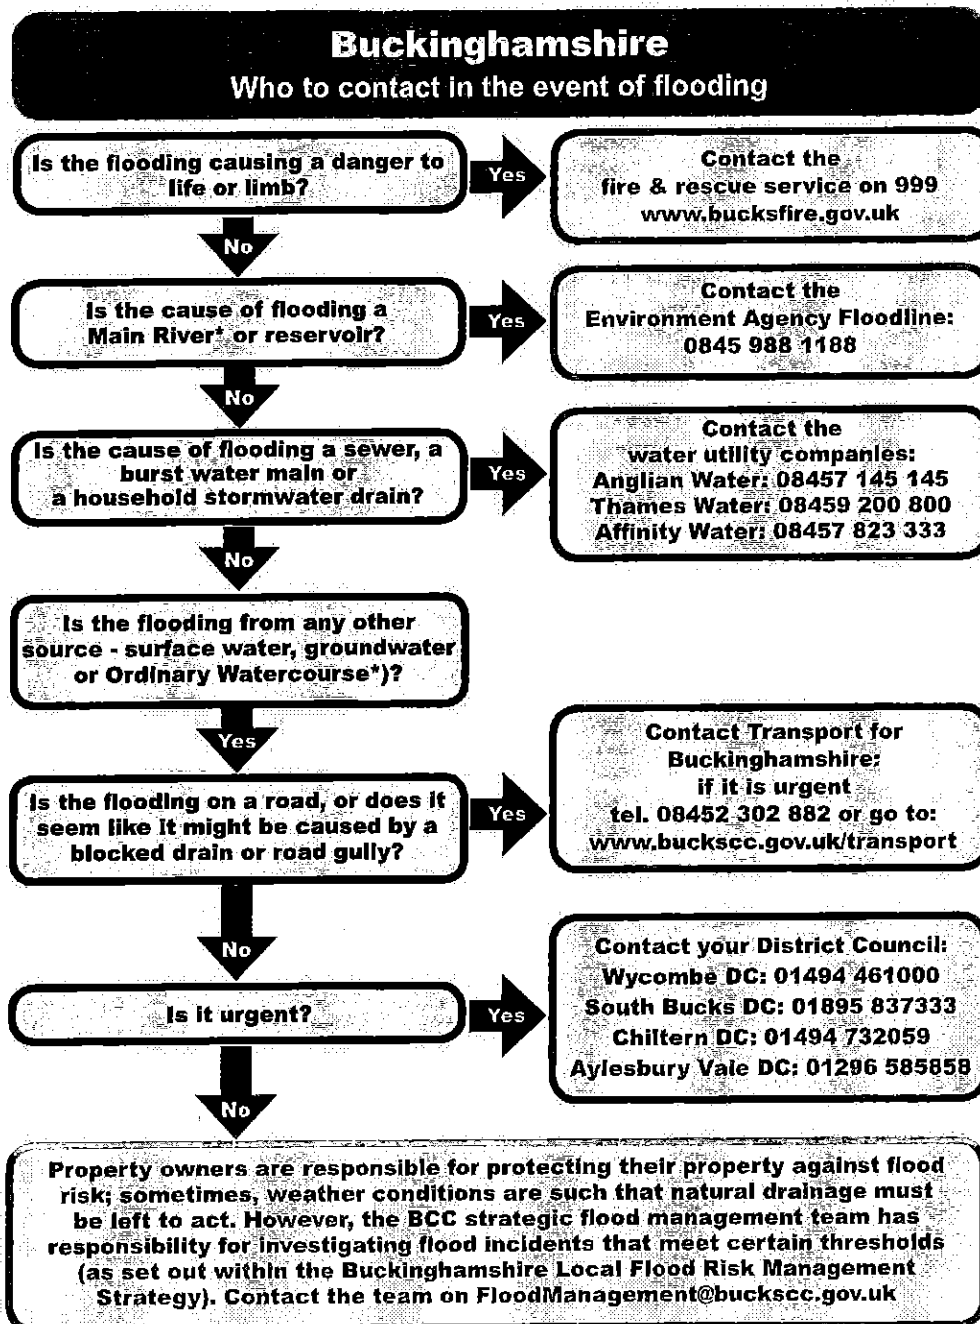 Buckinghamshire
Who to contact in the event of flooding
Is the flooding causing a danger to
life or limb?
Yes
Contact the
fire & rescue service on 999
www.bucksfire.gov.uk
No
Is the cause of flooding a
Main River* or reservoir?
Yes
Contact the
Environment Agency Floodline:
0845 988 1188
No
Is the cause of flooding a sewer, a
burst water main or
a household stormwater drain?
Yes
Contact the
water utility companies:
Anglian Water: 08457 145 145
Thames Water: 08459 200 800
Affinity Water: 08457 823 333
No
Is the flooding from any other
source - surface water, groundwater
or Ordinary Watercourse*)?
Yes
Is the flooding on a road, or does it
seem like it might be caused by a
blocked drain or road gully?
Yes
Contact Transport for
Buckinghamshire:
if it is urgent
tel. 08452 302 882 or go to:
www.buckscc.gov.uk/transport
No
Is it urgent?
Yes
Contact your District Council:
Wycombe DC: 01494 461000
South Bucks DC: 01895 837333
Chiltern DC: 01494 732059
Aylesbury Vale DC: 01296 585858
No
Property owners are responsible for protecting their property against flood
risk; sometimes, weather conditions are such that natural drainage must
be left to act. However, the BCC strategic flood management team has
responsibility for investigating flood incidents that meet certain thresholds
(as set out within the Buckinghamshire Local Flood Risk Management
Strategy). Contact the team on FloodManagement@buckscc.gov.uk